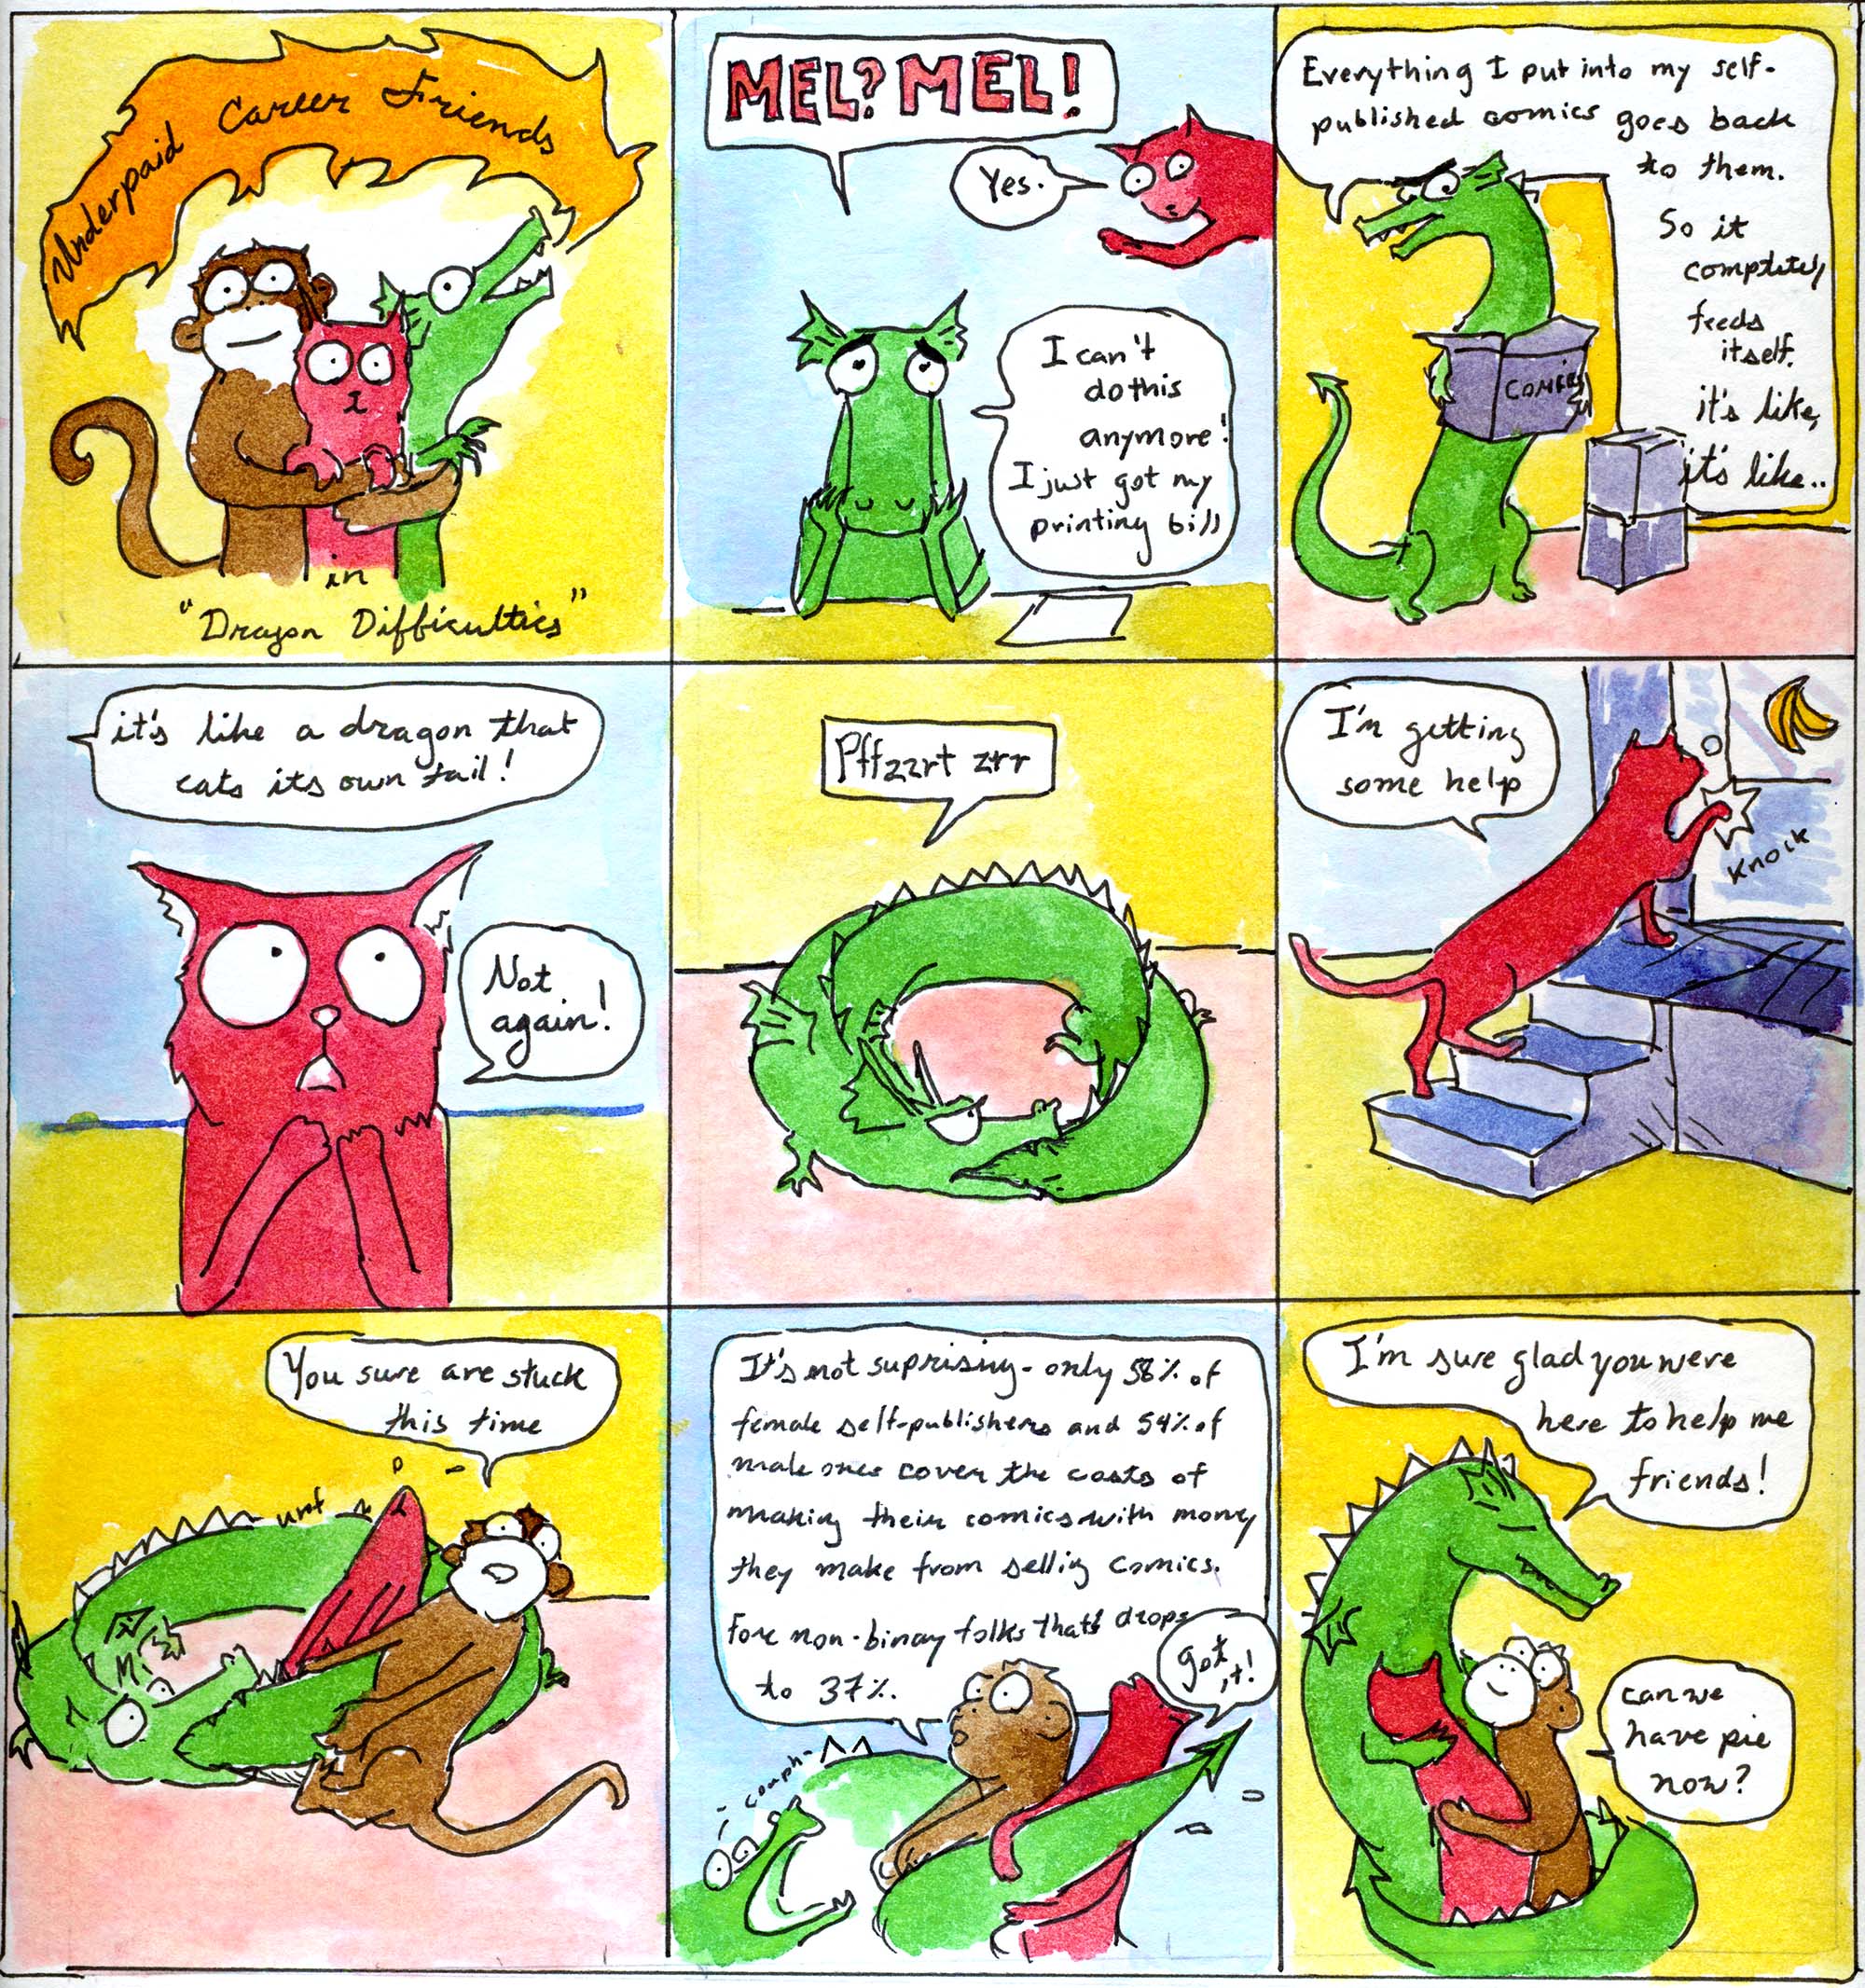 Underpaid Career Friends
in
"Dragon Difficulties"
MEL? MEL!
Yes.
I can't
do this
anymore!
I just got my
printing bill
Everything I put into my self-
published comics goes back
to them.
So it
completely
feeds
itself.
it's like,
it's like..
COMICS
it's like a dragon that
eats its own tail!
Not
again!
Pffzzrt zrr
I'm getting
some help
Knock
You sure are stuck
this time
umf
It's not suprising - only 56% of
female self-publishers and 54% of
male ones cover the costs of
making their comics with money
they make from selling comics.
For non-binary folks that drops
to 37%.
got
it!
oomph-
I'm sure glad you were
here to help me
friends!
can we
have pie
now?